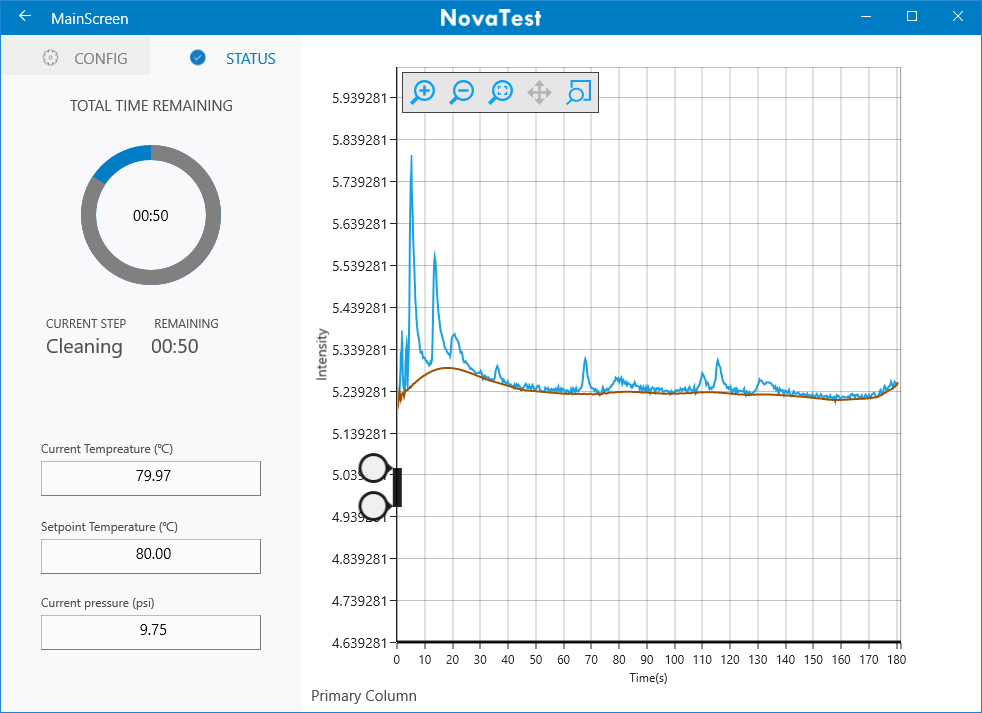 MainScreen
NovaTest
CONFIG
STATUS
TOTAL TIME REMAINING
00:50
CURRENT STEP REMAINING
Cleaning 00:50
Current Tempreature (℃)
79.97
Setpoint Temperature (℃)
80.00
Current pressure (psi)
9.75
5.939281
5.839281
5.739281
5.639281
5.539281
5.439281
5.339281
5.239281
5.139281
4.839281
4.739281
4.639281
Intensity
0 10 20 30 40 50 60 70 80 90 100 110 120 130 140 150 160 170 180
Time(s)
Primary Column